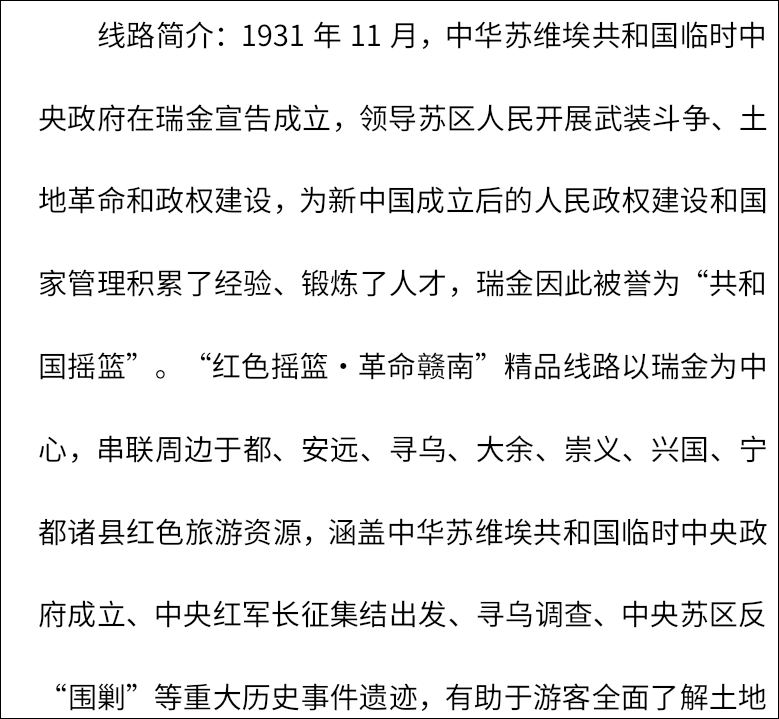 线路简介：1931 年 11 月，中华苏维埃共和国临时中
央政府在瑞金宣告成立，领导苏区人民开展武装斗争、土
地革命和政权建设，为新中国成立后的人民政权建设和国
家管理积累了经验、锻炼了人才，瑞金因此被誉为“共和
国摇篮”。“红色摇篮·革命赣南”精品线路以瑞金为中
心，串联周边于都、安远、寻乌、大余、崇义、兴国、宁
都诸县红色旅游资源，涵盖中华苏维埃共和国临时中央政
府成立、中央红军长征集结出发、寻乌调查、中央苏区反
“围剿”等重大历史事件遗迹，有助于游客全面了解土地